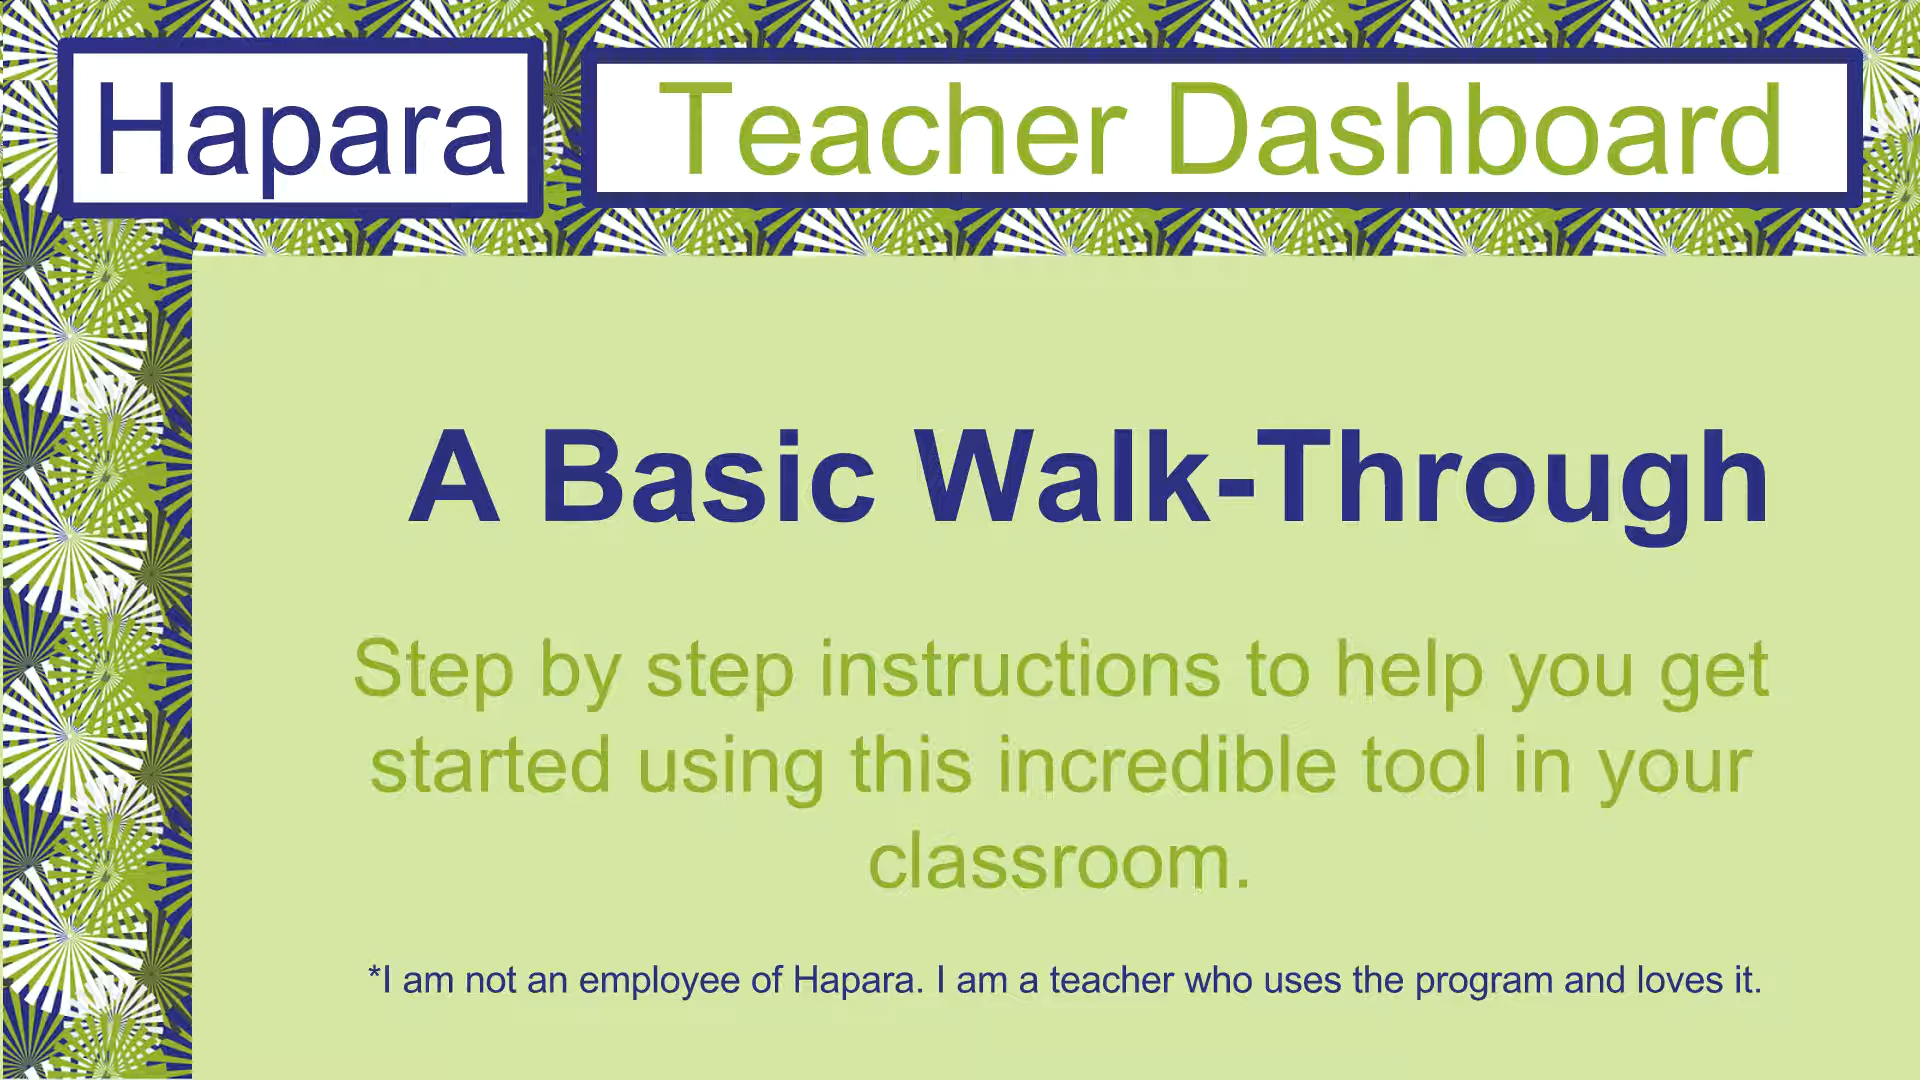 Hapara
Teacher Dashboard
A Basic Walk-Through
Step by step instructions to help you get
started using this incredible tool in your
classroom.
*I am not an employee of Hapara. I am a teacher who uses the program and loves it.